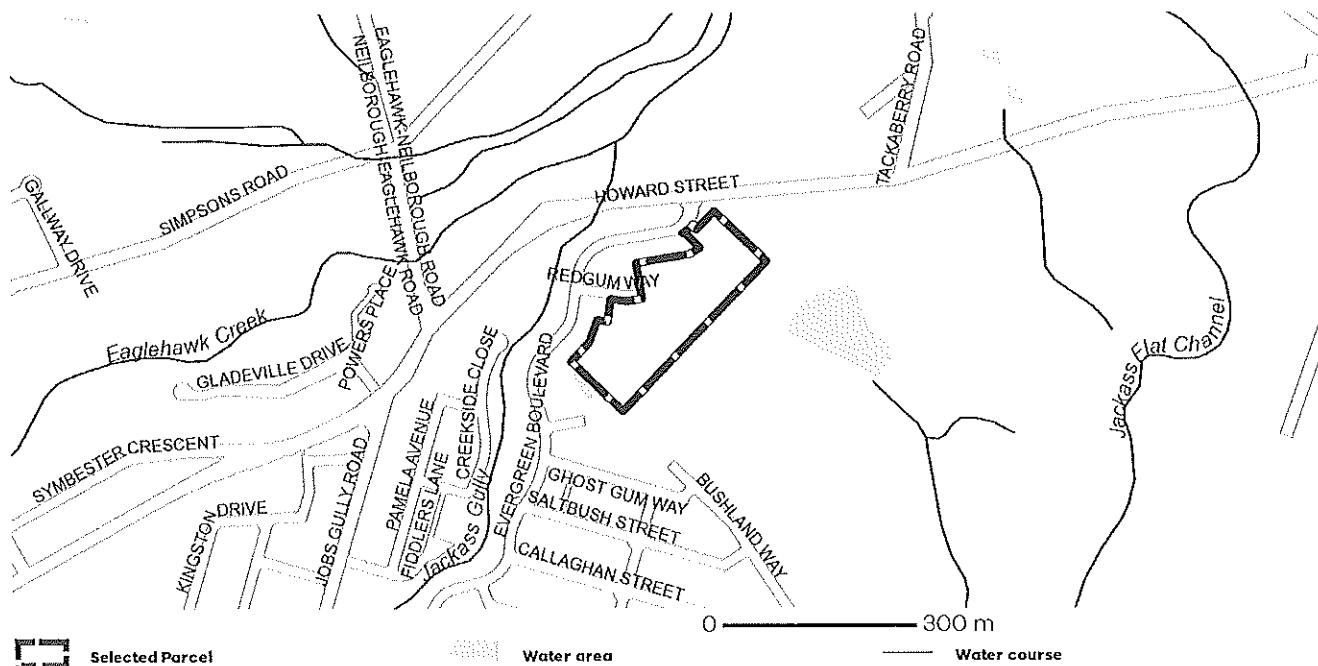 EAGLEHAWK-NEILBOROUGH ROAD
NEILBOROUGH-EAGLEHAWK ROAD
TACKABERRY ROAD
GALLWAY DRIVE
SIMPSONS ROAD
HOWARD STREET
REDGUM WAY
POWERS PLACE
Eaglehawk Creek
GLADEVILLE DRIVE
CREEKSIDE CLOSE
EVERGREEN BOULEVARD
Jackass Flat Channel
SYMBESTER CRESCENT
PAMELA AVENUE
FIDDLERS LANE
JOBS GULLY ROAD
KINGSTON DRIVE
Jackass Gully
GHOST GUM WAY
SALTBUSH STREET
BUSHLAND WAY
CALLAGHAN STREET
0 300 m
Selected Parcel
Water area
Water course